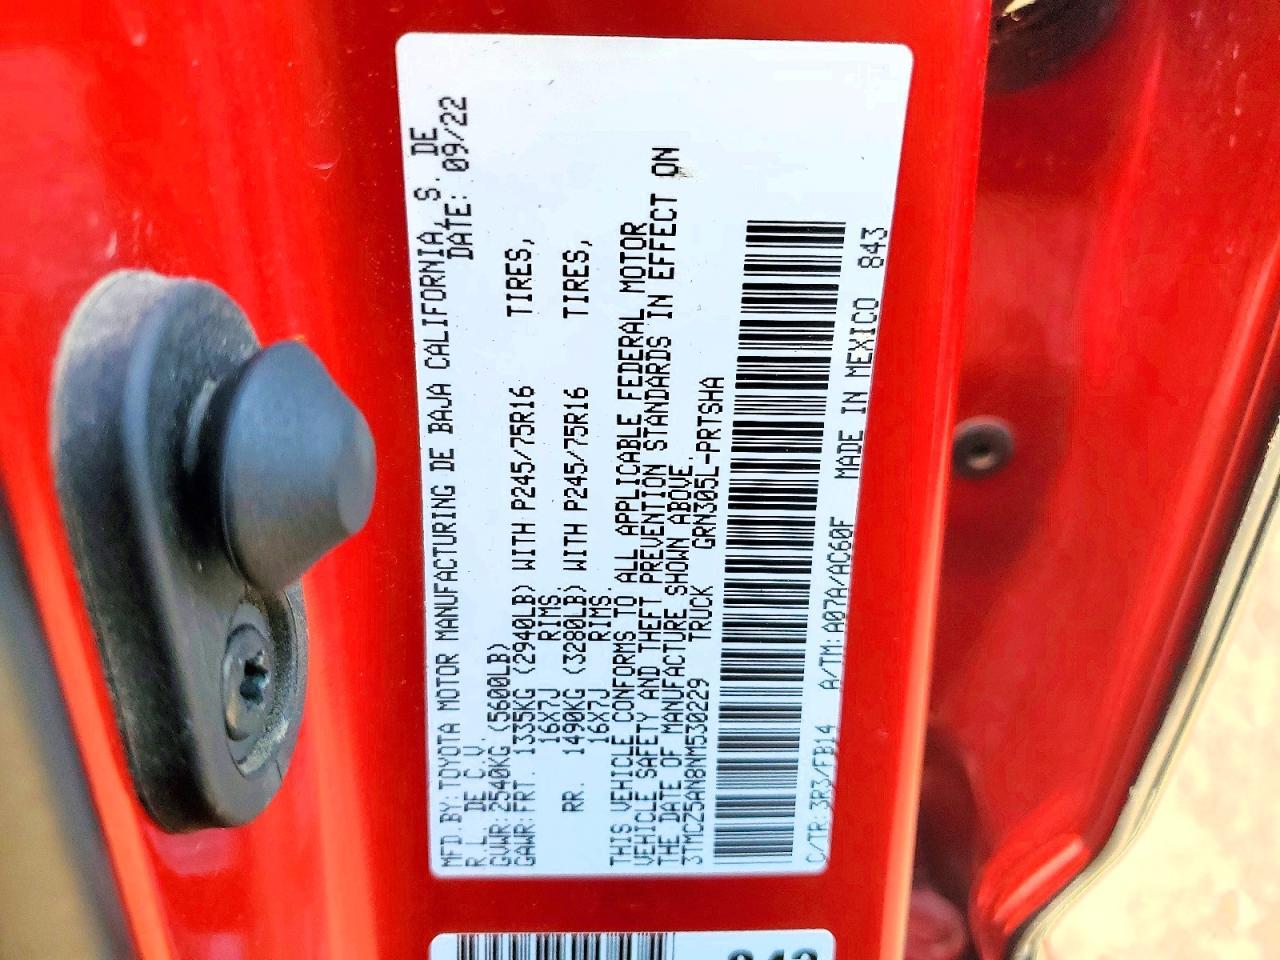 MFD.BY: TOYOTA MOTOR MANUFACTURING DE BAJA CALIFORNIA, S. DE
R.L. DE C.V. DATE: 09/22
GVWR: 2540KG (5600LB)
GAWR: FRT. 1335KG (2940LB) WITH P245/75R16 TIRES,
16X7J RIMS.
RR. 1490KG (3280LB) WITH P245/75R16 TIRES,
16X7J RIMS.
THIS VEHICLE CONFORMS TO ALL APPLICABLE FEDERAL MOTOR
VEHICLE SAFETY AND THEFT PREVENTION STANDARDS IN EFFECT ON
THE DATE OF MANUFACTURE SHOWN ABOVE.
3TMCZ5AN8NM530229 TRUCK GRN305L-PRTSHA
C/TR: 3R3/FB14 A/TM: A07A/AC60F MADE IN MEXICO 843